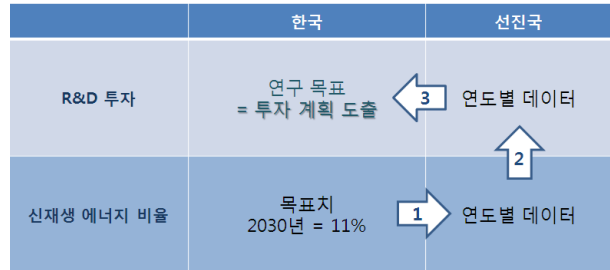 한국
선진국
R&D 투자
연구 목표
= 투자 계획 도출
3
연도별 데이터
2
신재생 에너지 비율
목표치
2030년 = 11%
1
연도별 데이터